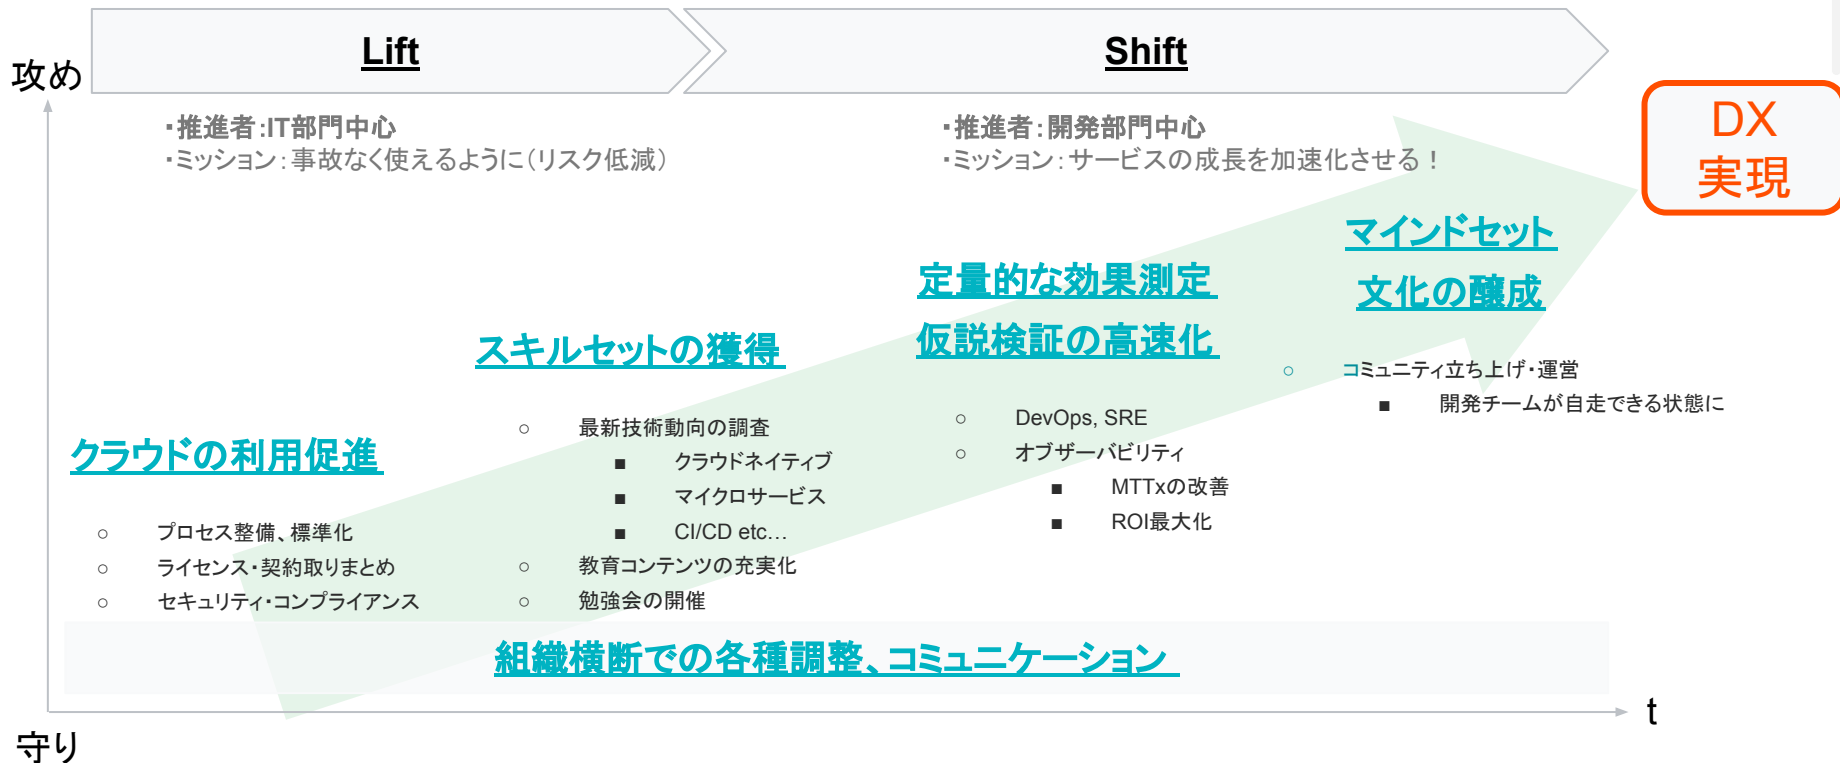 Lift
Shift
攻め
・推進者：IT部門中心
・ミッション：事故なく使えるように（リスク低減）
・推進者：開発部門中心
・ミッション：サービスの成長を加速化させる！
DX
実現
マインドセット
文化の醸成
○ コミュニティ立ち上げ・運営
■ 開発チームが自走できる状態に
定量的な効果測定
仮説検証の高速化
○ DevOps, SRE
○ オブザーバビリティ
■ MTTxの改善
■ ROI最大化
スキルセットの獲得
○ 最新技術動向の調査
■ クラウドネイティブ
■ マイクロサービス
■ CI/CD etc…
○ 教育コンテンツの充実化
○ 勉強会の開催
クラウドの利用促進
○ プロセス整備、標準化
○ ライセンス・契約取りまとめ
○ セキュリティ・コンプライアンス
組織横断での各種調整、コミュニケーション
t
守り